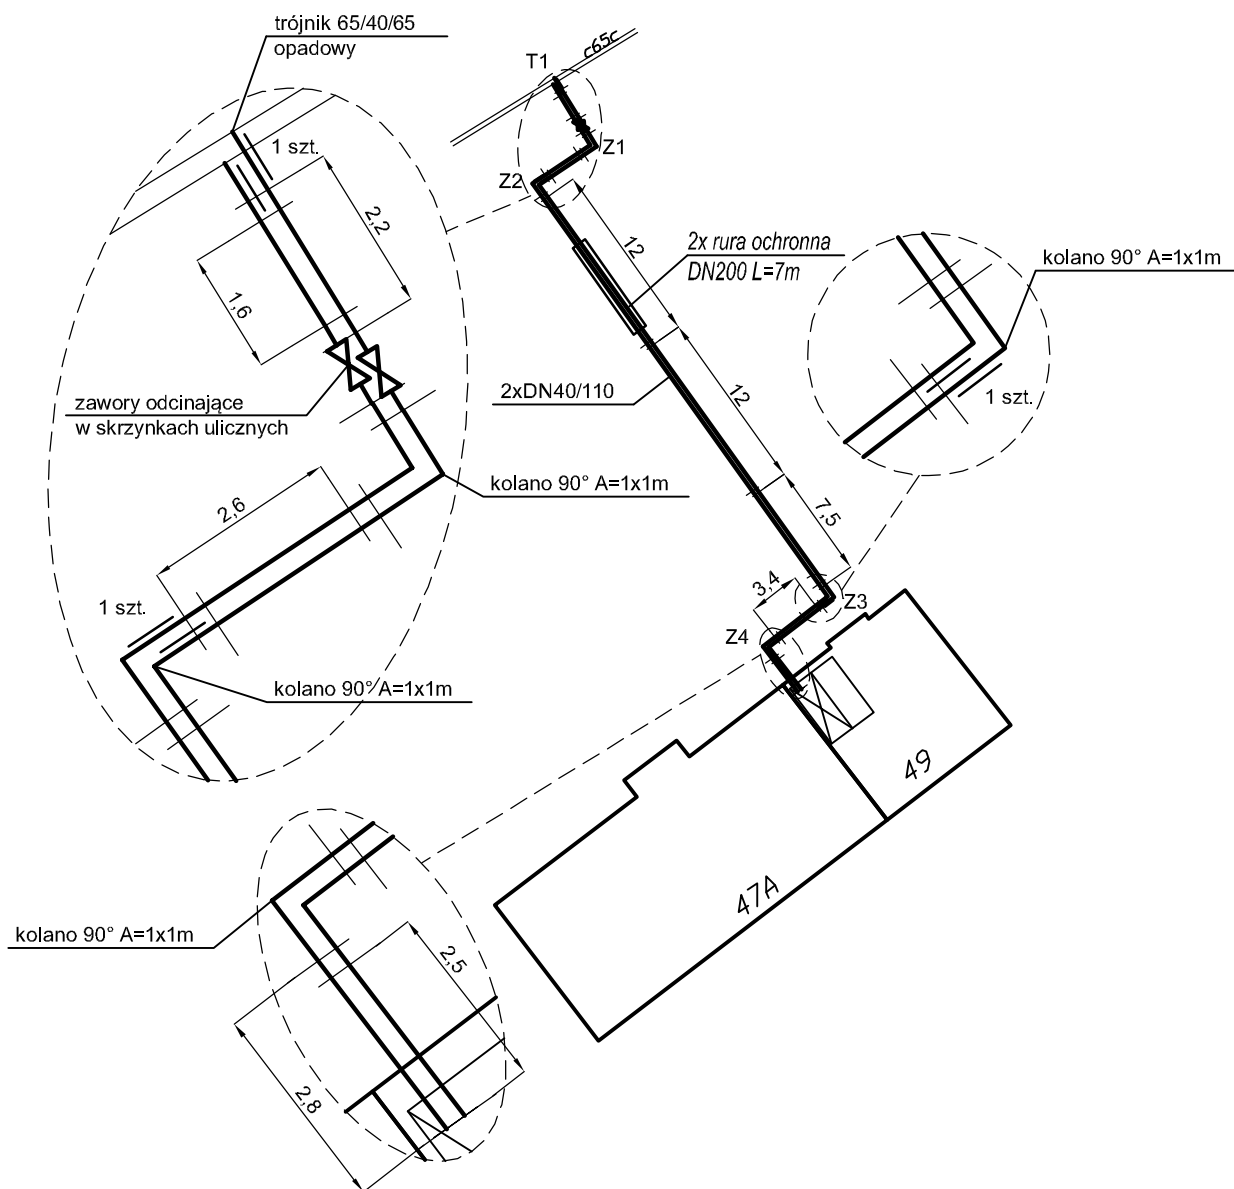 trójnik 65/40/65
opadowy
c65c
T1
1 szt.
Z1
Z2
2,2
12
2x rura ochronna
DN200 L=7m
kolano 90° A=1x1m
1,6
2xDN40/110
12
1 szt.
zawory odcinające
w skrzynkach ulicznych
kolano 90° A=1x1m
2,6
7,5
3,4
1 szt.
Z3
Z4
kolano 90° A=1x1m
49
47A
kolano 90° A=1x1m
2,5
2,8